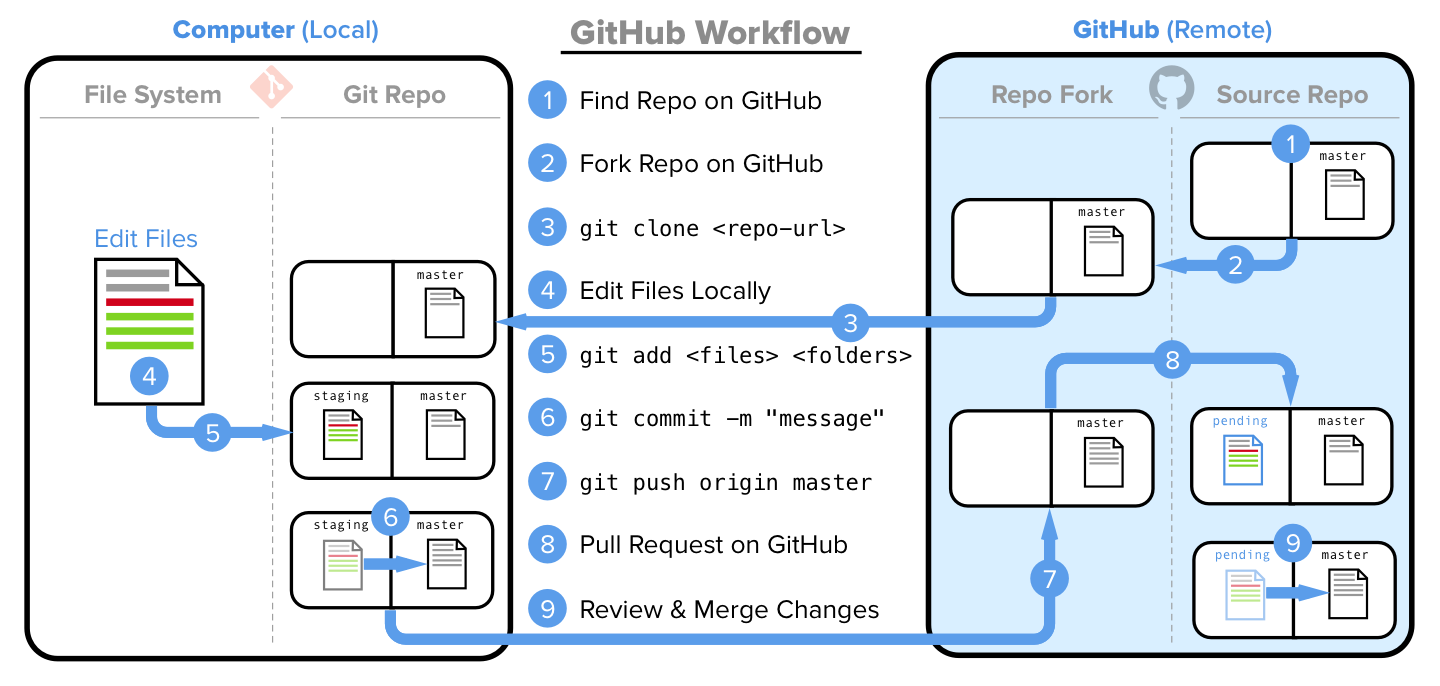 GitHub Workflow
Computer (Local)
File System
Git Repo
Edit Files
4
5
master
staging
master
staging
6
master
1 Find Repo on GitHub
2 Fork Repo on GitHub
3 git clone <repo-url>
4 Edit Files Locally
3
5 git add <files> <folders>
6 git commit -m "message"
7 git push origin master
8 Pull Request on GitHub
9 Review & Merge Changes
GitHub (Remote)
Repo Fork
Source Repo
1
master
master
2
8
master
pending
master
7
pending
9
master